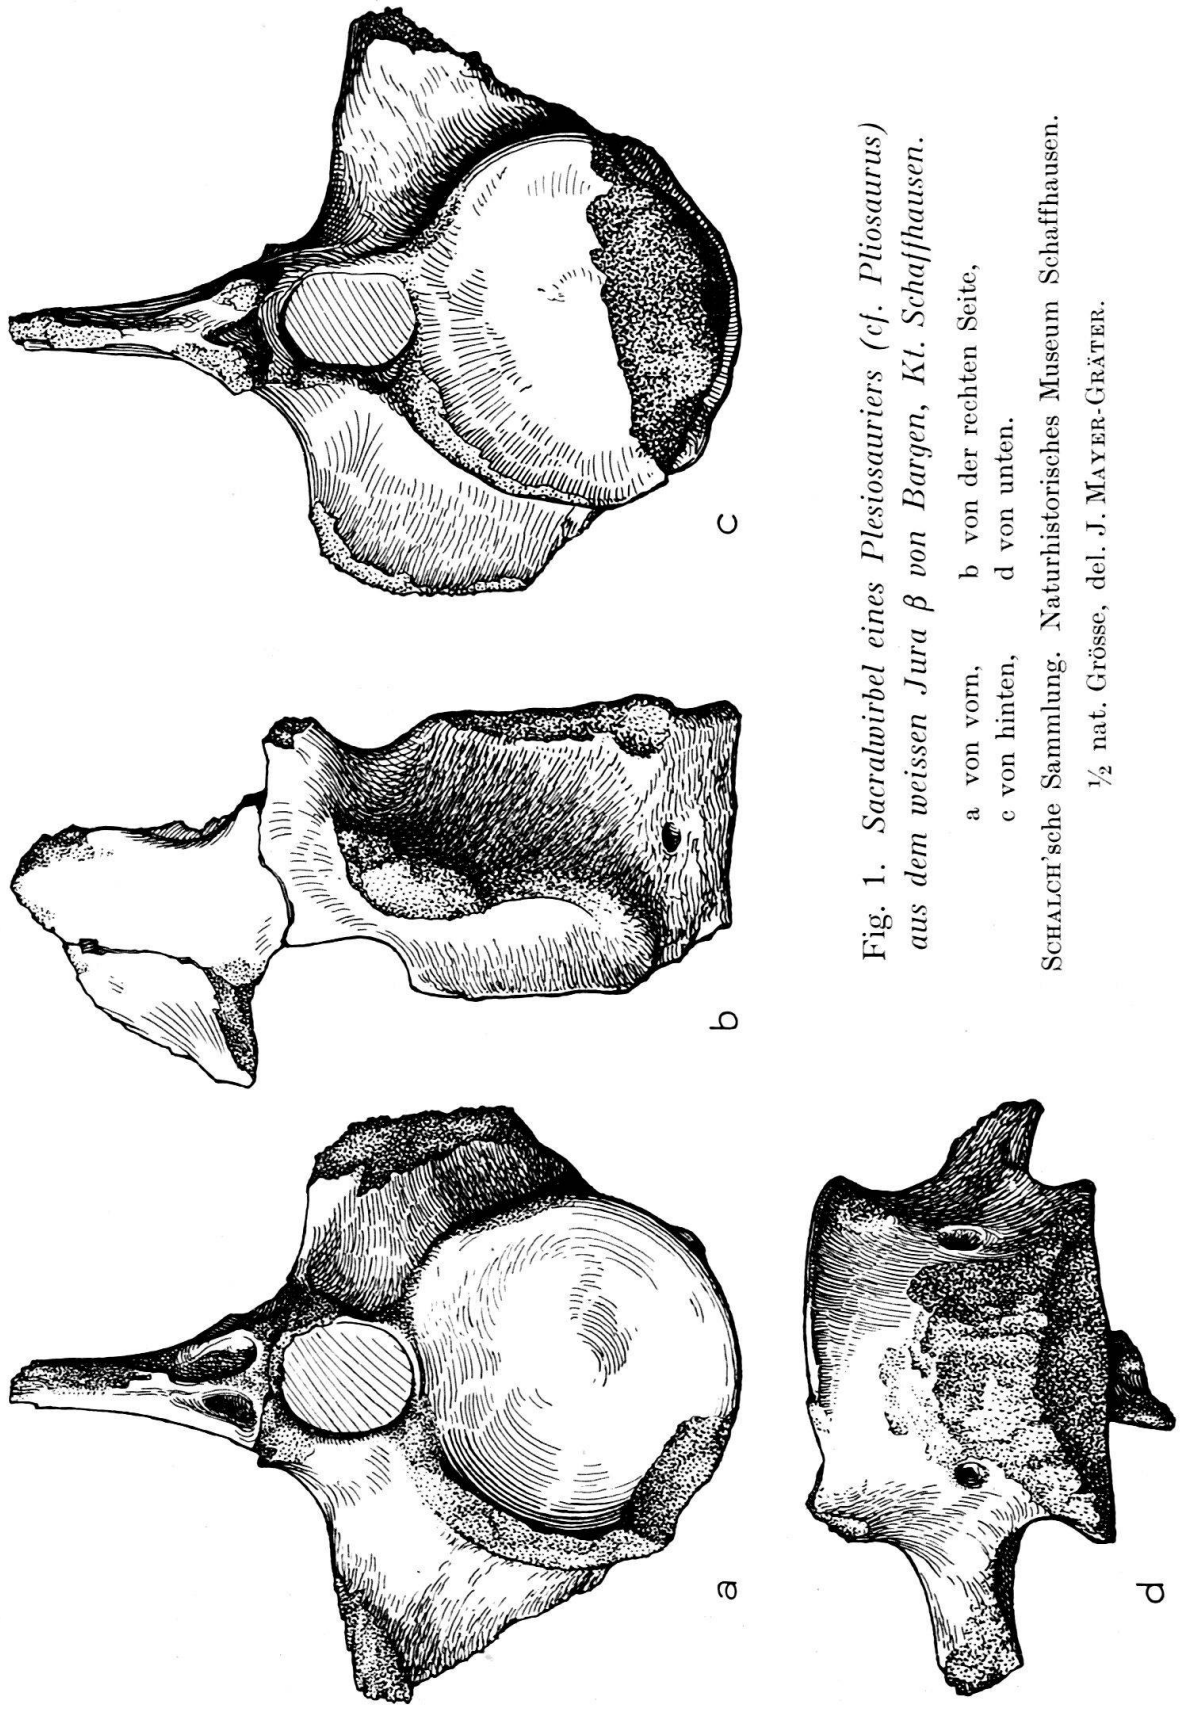 a
b
c
d
Fig. 1. Sacralwirbel eines Plesiosauriers (cf. Pliosaurus)
aus dem weissen Jura β von Bargen, Kt. Schaffhausen.
a von vorn, b von der rechten Seite,
c von hinten, d von unten.
SCHALCH'sche Sammlung. Naturhistorisches Museum Schaffhausen.
½ nat. Grösse, del. J. MAYER-GRÄTER.